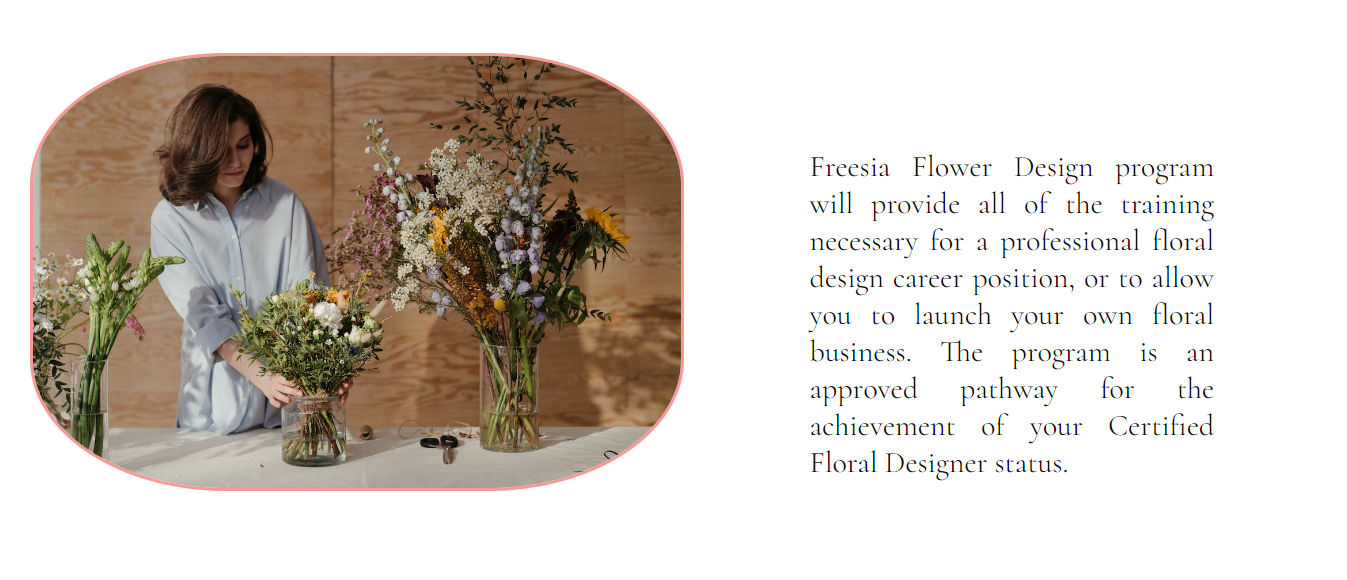 Freesia Flower Design program
will provide all of the training
necessary for a professional floral
design career position, or to allow
you to launch your own floral
business. The program is an
approved pathway for the
achievement of your Certified
Floral Designer status.